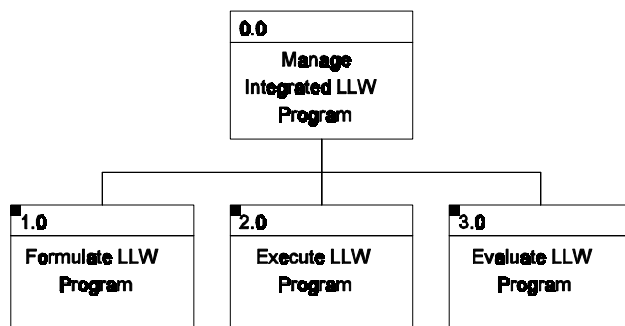 0.0
Manage
Integrated LLW
Program
1.0
Formulate LLW
Program
2.0
Execute LLW
Program
3.0
Evaluate LLW
Program